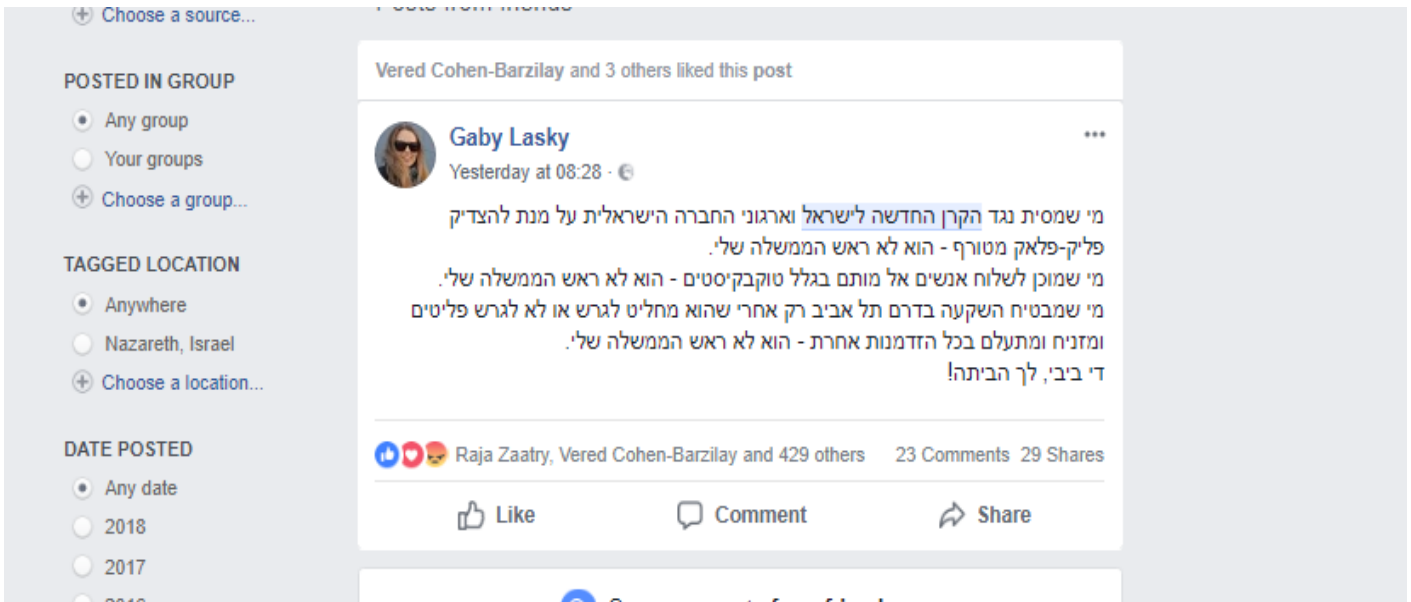 Choose a source...
POSTED IN GROUP
Any group
Your groups
Choose a group...
TAGGED LOCATION
Anywhere
Nazareth, Israel
Choose a location...
DATE POSTED
Any date
2018
2017
Vered Cohen-Barzilay and 3 others liked this post
Gaby Lasky
Yesterday at 08:28
מי שמסית נגד הקרן החדשה לישראל וארגוני החברה הישראלית על מנת להצדיק
פליק-פלאק מטורף - הוא לא ראש הממשלה שלי.
מי שמוכן לשלוח אנשים אל מותם בגלל טוקבקיסטים - הוא לא ראש הממשלה שלי.
מי שמבטיח השקעה בדרם תל אביב רק אחרי שהוא מחליט לגרש או לא לגרש פליטים
ומזניח ומתעלם בכל הזדמנות אחרת - הוא לא ראש הממשלה שלי.
די ביבי, לך הביתה!
Raja Zaatry, Vered Cohen-Barzilay and 429 others 23 Comments 29 Shares
Like Comment Share